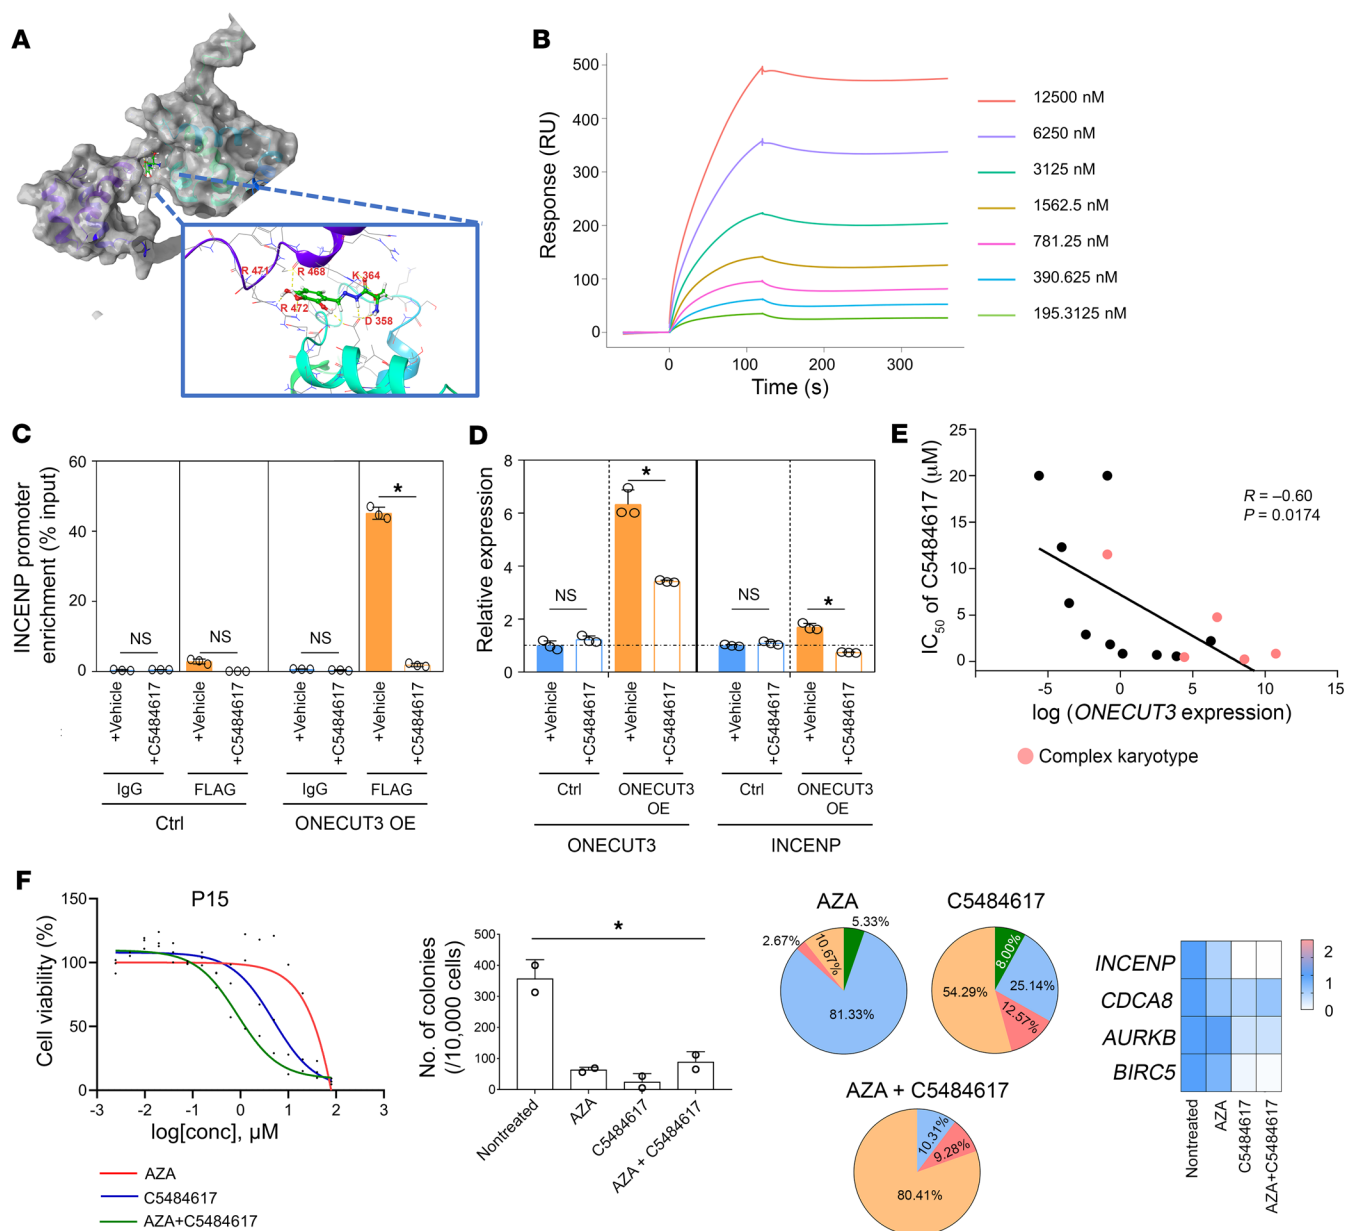 A
R 471
R 468
K 364
R 472
D 358
B
Response (RU)
500
400
300
200
100
0
0
100
200
300
Time (s)
12500 nM
6250 nM
3125 nM
1562.5 nM
781.25 nM
390.625 nM
195.3125 nM
C
INCENP promoter
enrichment (% input)
60
40
20
0
NS
NS
NS
*
+Vehicle
+C5484617
+Vehicle
+C5484617
+Vehicle
+C5484617
+Vehicle
+C5484617
IgG
FLAG
IgG
FLAG
Ctrl
ONECUT3 OE
D
Relative expression
8
6
4
2
0
NS
*
NS
*
+Vehicle
+C5484617
+Vehicle
+C5484617
+Vehicle
+C5484617
+Vehicle
+C5484617
Ctrl
ONECUT3
OE
Ctrl
ONECUT3
OE
ONECUT3
INCENP
E
IC50 of C5484617 (μM)
25
20
15
10
5
0
R = –0.60
P = 0.0174
-5
0
5
10
15
log (ONECUT3 expression)
Complex karyotype
F
P15
Cell viability (%)
150
100
50
0
-3
-2
-1
0
1
2
3
log[conc], μM
AZA
C5484617
AZA+C5484617
No. of colonies
(/10,000 cells)
500
400
300
200
100
0
*
Nontreated
AZA
C5484617
AZA + C5484617
AZA
5.33%
2.67%
10.67%
81.33%
C5484617
8.00%
25.14%
54.29%
12.57%
AZA + C5484617
10.31%
9.28%
80.41%
INCENP
CDCA8
AURKB
BIRC5
2
1
0
Nontreated
AZA
C5484617
AZA+C5484617